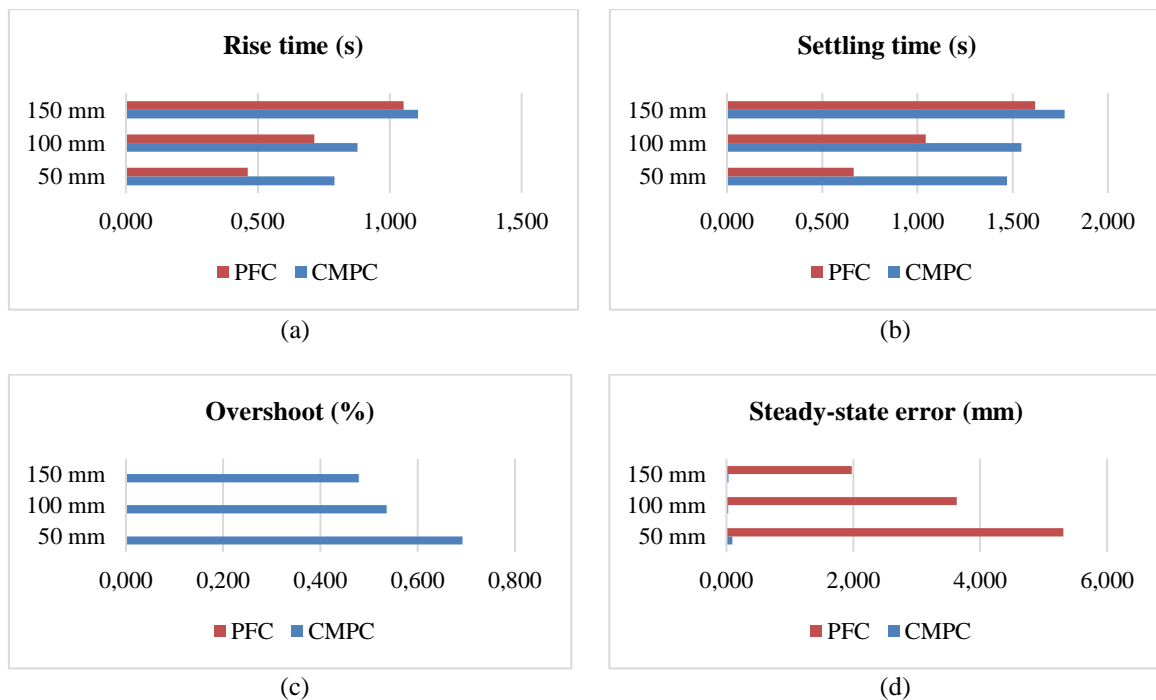 Rise time (s)
150 mm
100 mm
50 mm
0,000 0,500 1,000 1,500
PFC CMPC
(a)
Settling time (s)
150 mm
100 mm
50 mm
0,000 0,500 1,000 1,500 2,000
PFC CMPC
(b)
Overshoot (%)
150 mm
100 mm
50 mm
0,000 0,200 0,400 0,600 0,800
PFC CMPC
(c)
Steady-state error (mm)
150 mm
100 mm
50 mm
0,000 2,000 4,000 6,000
PFC CMPC
(d)